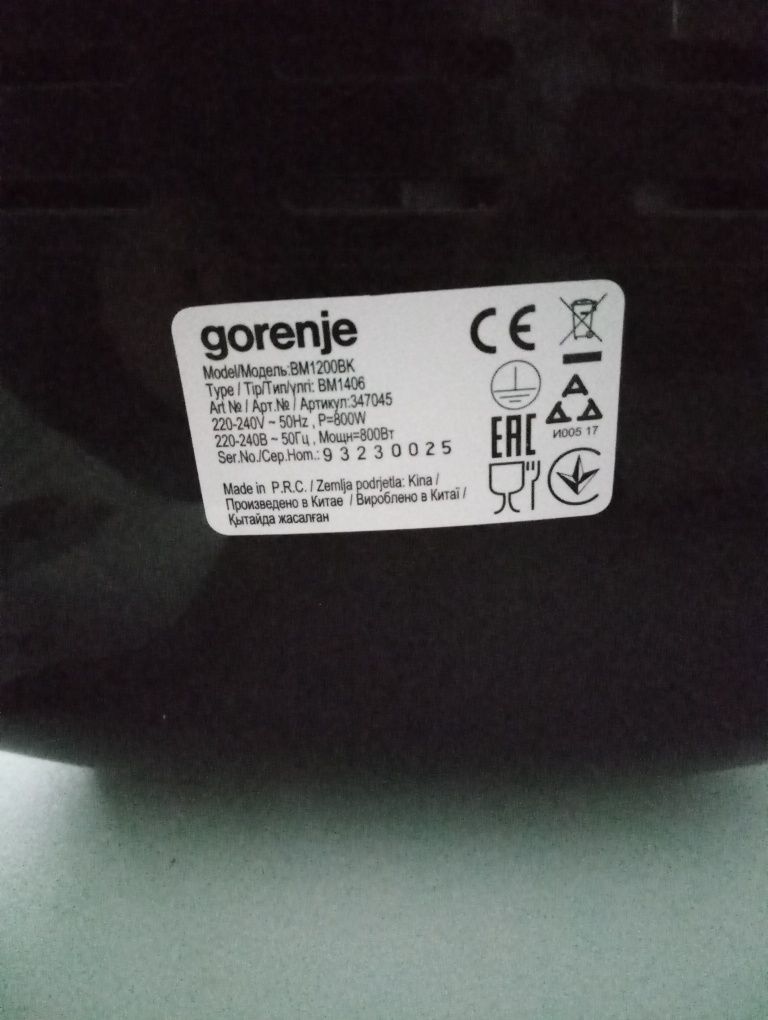 gorenje
CE
Model/Модель:BM1200BK
Type / Tip/Тип/үлгі: BM1406
Art № / Арт.№ / Артикул:347045
220-240V ~ 50Hz , P=800W
220-240В ~ 50Гц , Мощн=800Вт
Ser.No./Сер.Ном.: 93230025
EAC
И005 17
Made in P.R.C. / Zemlja podrjetla: Kina /
Произведено в Китае / Вироблено в Китаї /
Қытайда жасалған